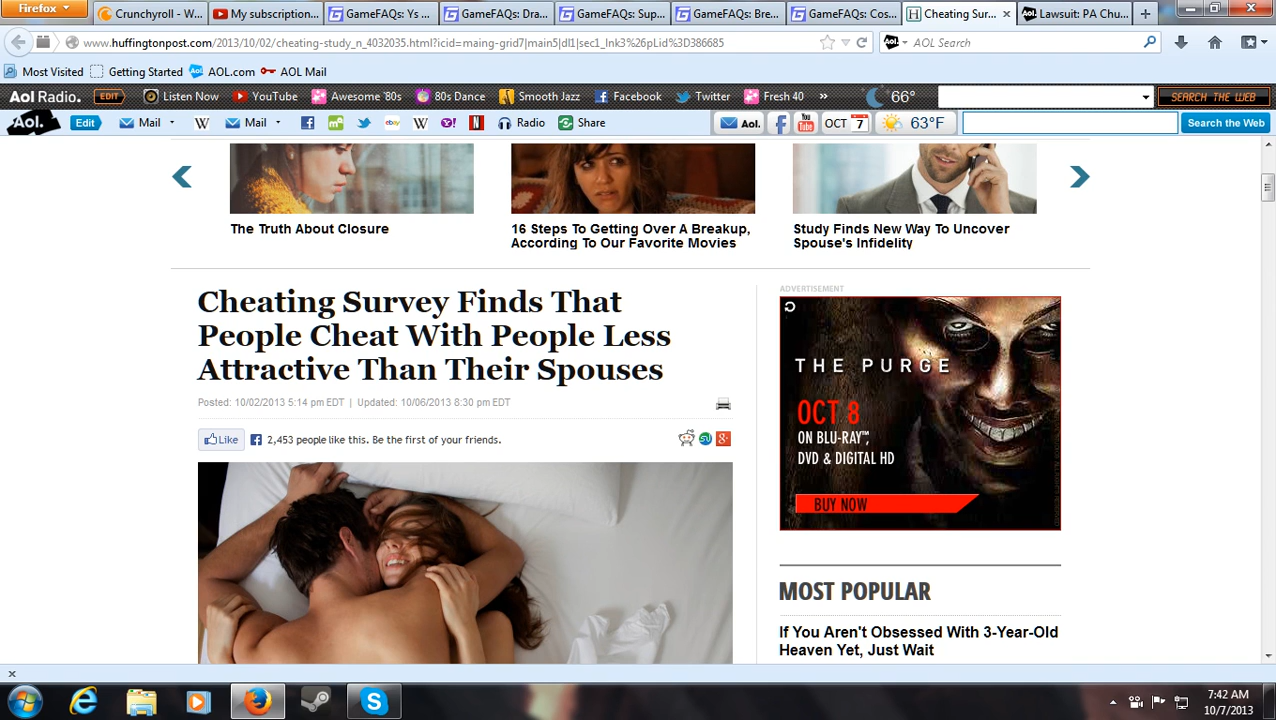 Firefox
Crunchyroll - W...
My subscription...
GameFAQs: Ys ...
GameFAQs: Dra...
GameFAQs: Sup...
GameFAQs: Bre...
GameFAQs: Cos...
Cheating Sur...
Lawsuit: PA Chu...
www.huffingtonpost.com/2013/10/02/cheating-study_n_4032035.html?icid=maing-grid7|main5|dl1|sec1_lnk3%26pLid%3D386685
Aol. AOL Search
Most Visited
Getting Started
AOL.com
AOL Mail
Aol Radio.
EDIT
Listen Now
YouTube
Awesome '80s
80s Dance
Smooth Jazz
Facebook
Twitter
Fresh 40
66°
SEARCH THE WEB
Aol.
Edit
Mail
W
Mail
ebay
W
Y!
N
Radio
Share
Aol.
You Tube
OCT 7
63°F
Search the Web
The Truth About Closure
16 Steps To Getting Over A Breakup,
According To Our Favorite Movies
Study Finds New Way To Uncover
Spouse's Infidelity
Cheating Survey Finds That
People Cheat With People Less
Attractive Than Their Spouses
Posted: 10/02/2013 5:14 pm EDT | Updated: 10/06/2013 8:30 pm EDT
Like
2,453 people like this. Be the first of your friends.
ADVERTISEMENT
THE PURGE
OCT 8
ON BLU-RAY™,
DVD & DIGITAL HD
BUY NOW
MOST POPULAR
If You Aren't Obsessed With 3-Year-Old
Heaven Yet, Just Wait
7:42 AM
10/7/2013